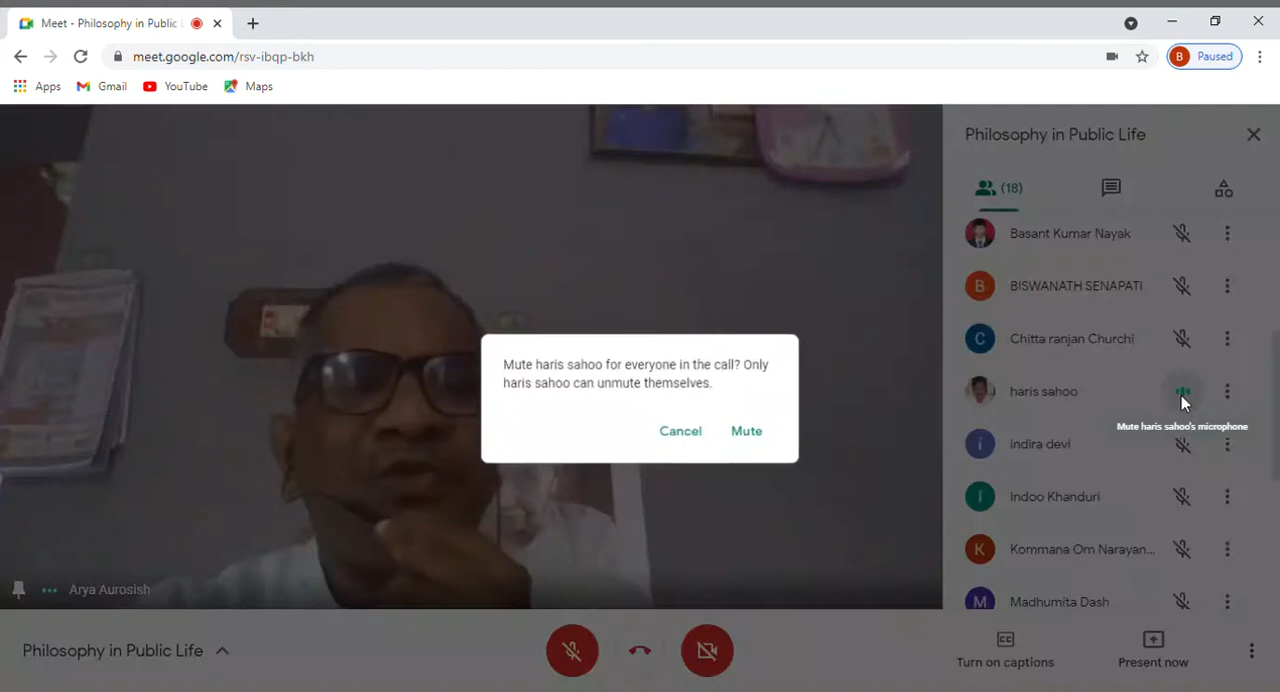 Meet - Philosophy in Public
meet.google.com/rsv-ibqp-bkh
B Paused
Apps Gmail YouTube Maps
Philosophy in Public Life
(18)
Basant Kumar Nayak
B BISWANATH SENAPATI
C Chitta ranjan Churchi
haris sahoo
Mute haris sahoo's microphone
i indira devi
I Indoo Khanduri
K Kommana Om Narayan...
M Madhumita Dash
Mute haris sahoo for everyone in the call? Only
haris sahoo can unmute themselves.
Cancel Mute
Arya Aurosish
Philosophy in Public Life
CC
Turn on captions
Present now